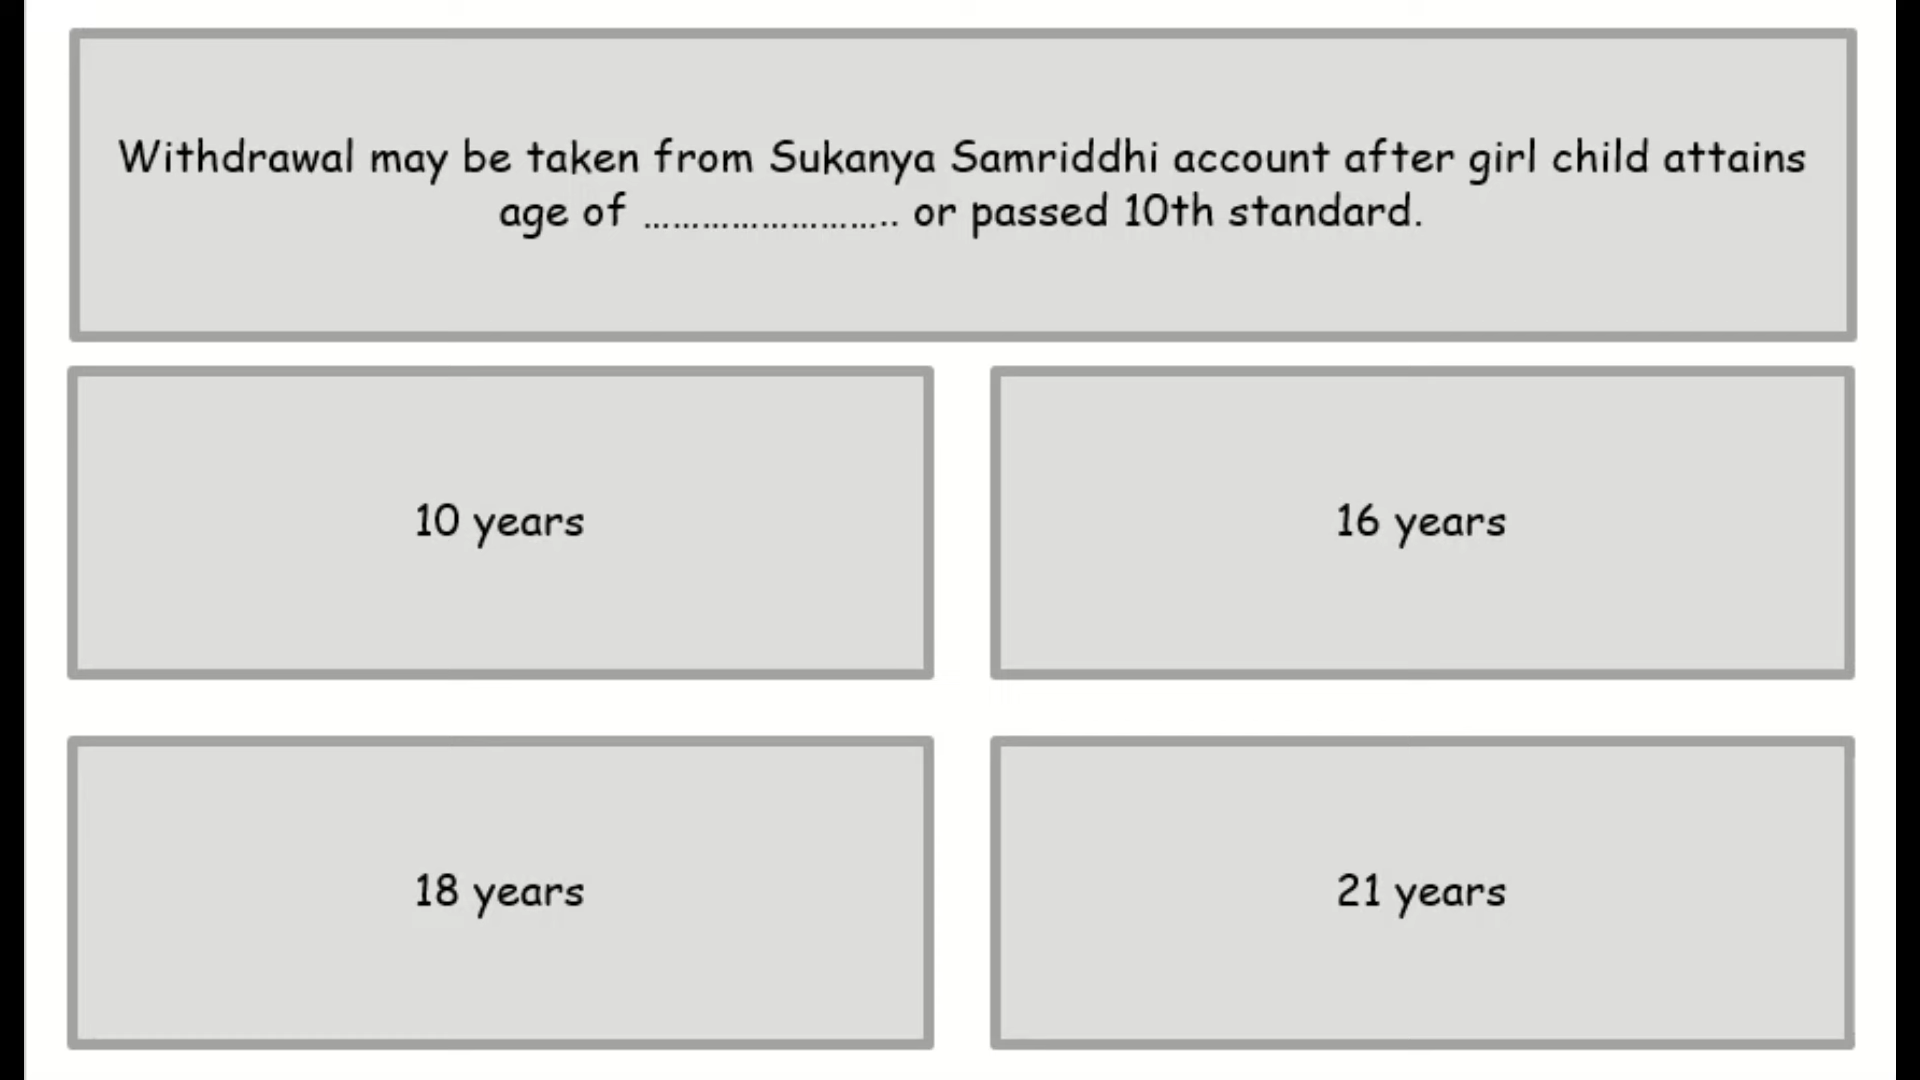 Withdrawal may be taken from Sukanya Samriddhi account after girl child attains
age of …………………….. or passed 10th standard.
10 years
16 years
18 years
21 years